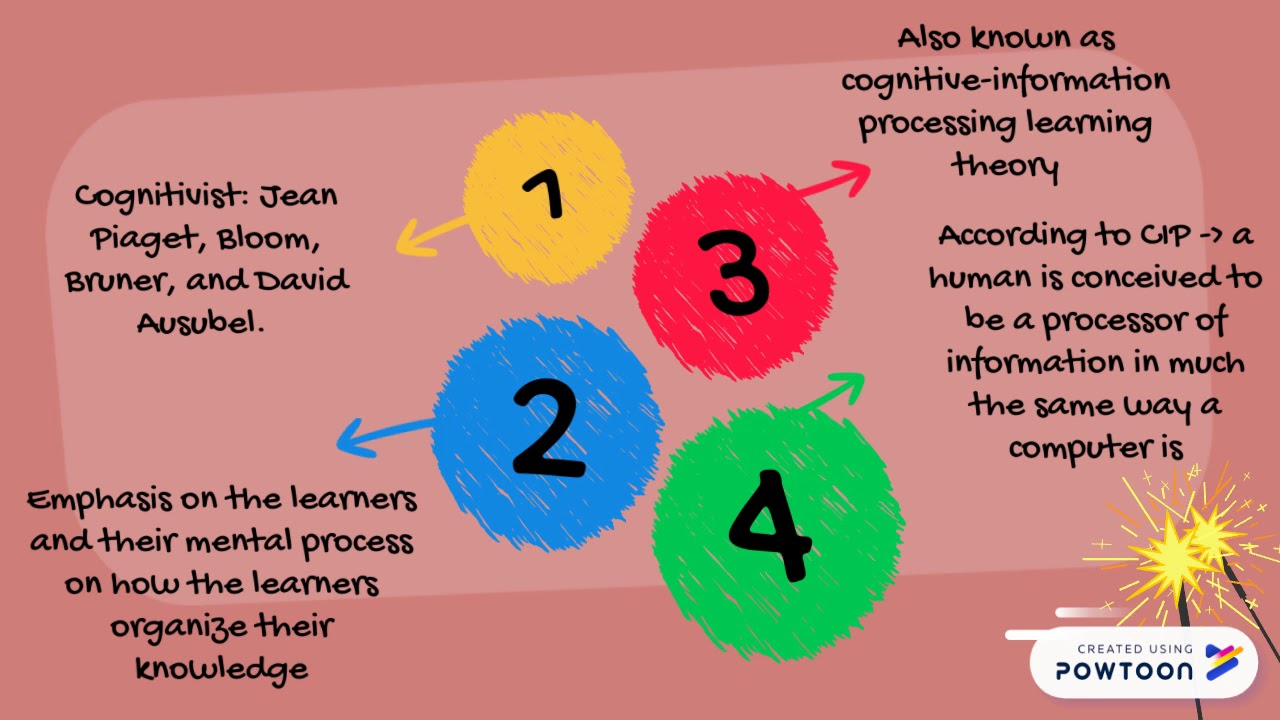 1
Cognitivist: Jean
Piaget, Bloom,
Bruner, and David
Ausubel.
2
Emphasis on the learners
and their mental process
on how the learners
organize their
knowledge
3
Also known as
cognitive-information
processing learning
theory
4
According to CIP -> a
human is conceived to
be a processor of
information in much
the same way a
computer is
CREATED USING
POWTOON